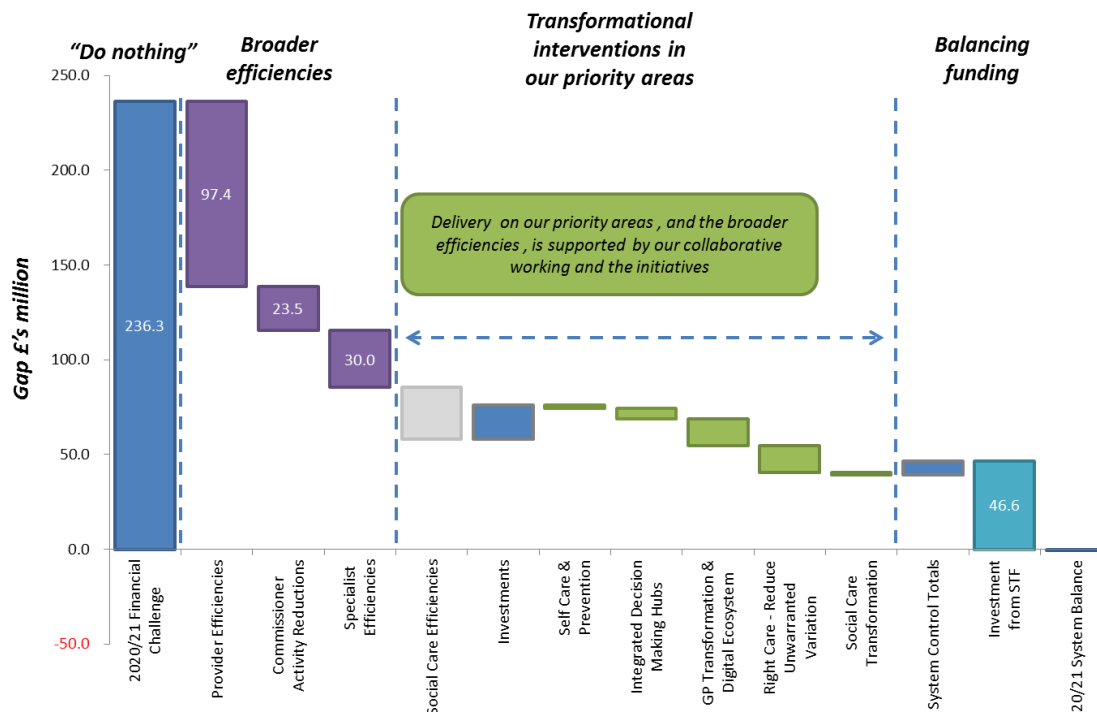 “Do nothing”
Broader
efficiencies
Transformational
interventions in
our priority areas
Balancing
funding
Gap £’s million
250.0
200.0
150.0
100.0
50.0
0.0
-50.0
236.3
97.4
23.5
30.0
46.6
Delivery on our priority areas , and the broader
efficiencies , is supported by our collaborative
working and the initiatives
2020/21 Financial
Challenge
Provider Efficiencies
Commissioner
Activity Reductions
Specialist
Efficiencies
Social Care Efficiencies
Investments
Self Care &
Prevention
Integrated Decision
Making Hubs
GP Transformation &
Digital Ecosystem
Right Care - Reduce
Unwarranted
Variation
Social Care
Transformation
System Control Totals
Investment
from STF
20/21 System Balance